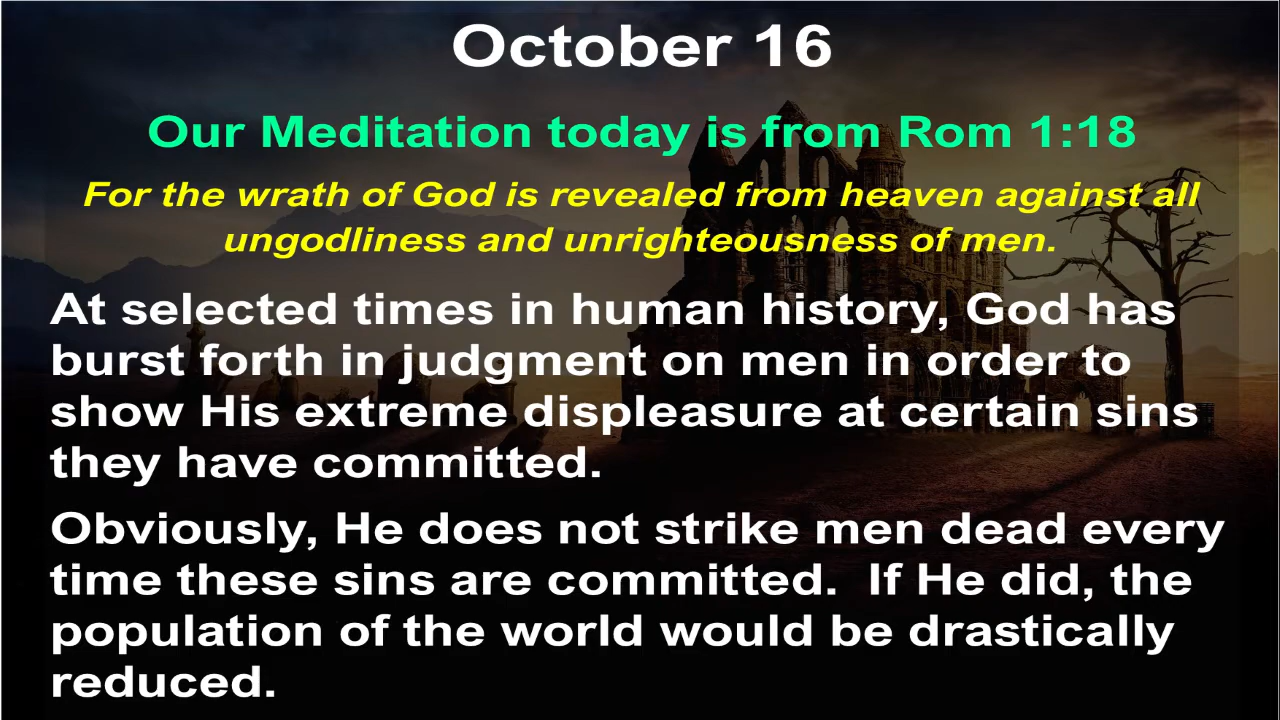 October 16
Our Meditation today is from Rom 1:18
For the wrath of God is revealed from heaven against all
ungodliness and unrighteousness of men.
At selected times in human history, God has
burst forth in judgment on men in order to
show His extreme displeasure at certain sins
they have committed.
Obviously, He does not strike men dead every
time these sins are committed.  If He did, the
population of the world would be drastically
reduced.